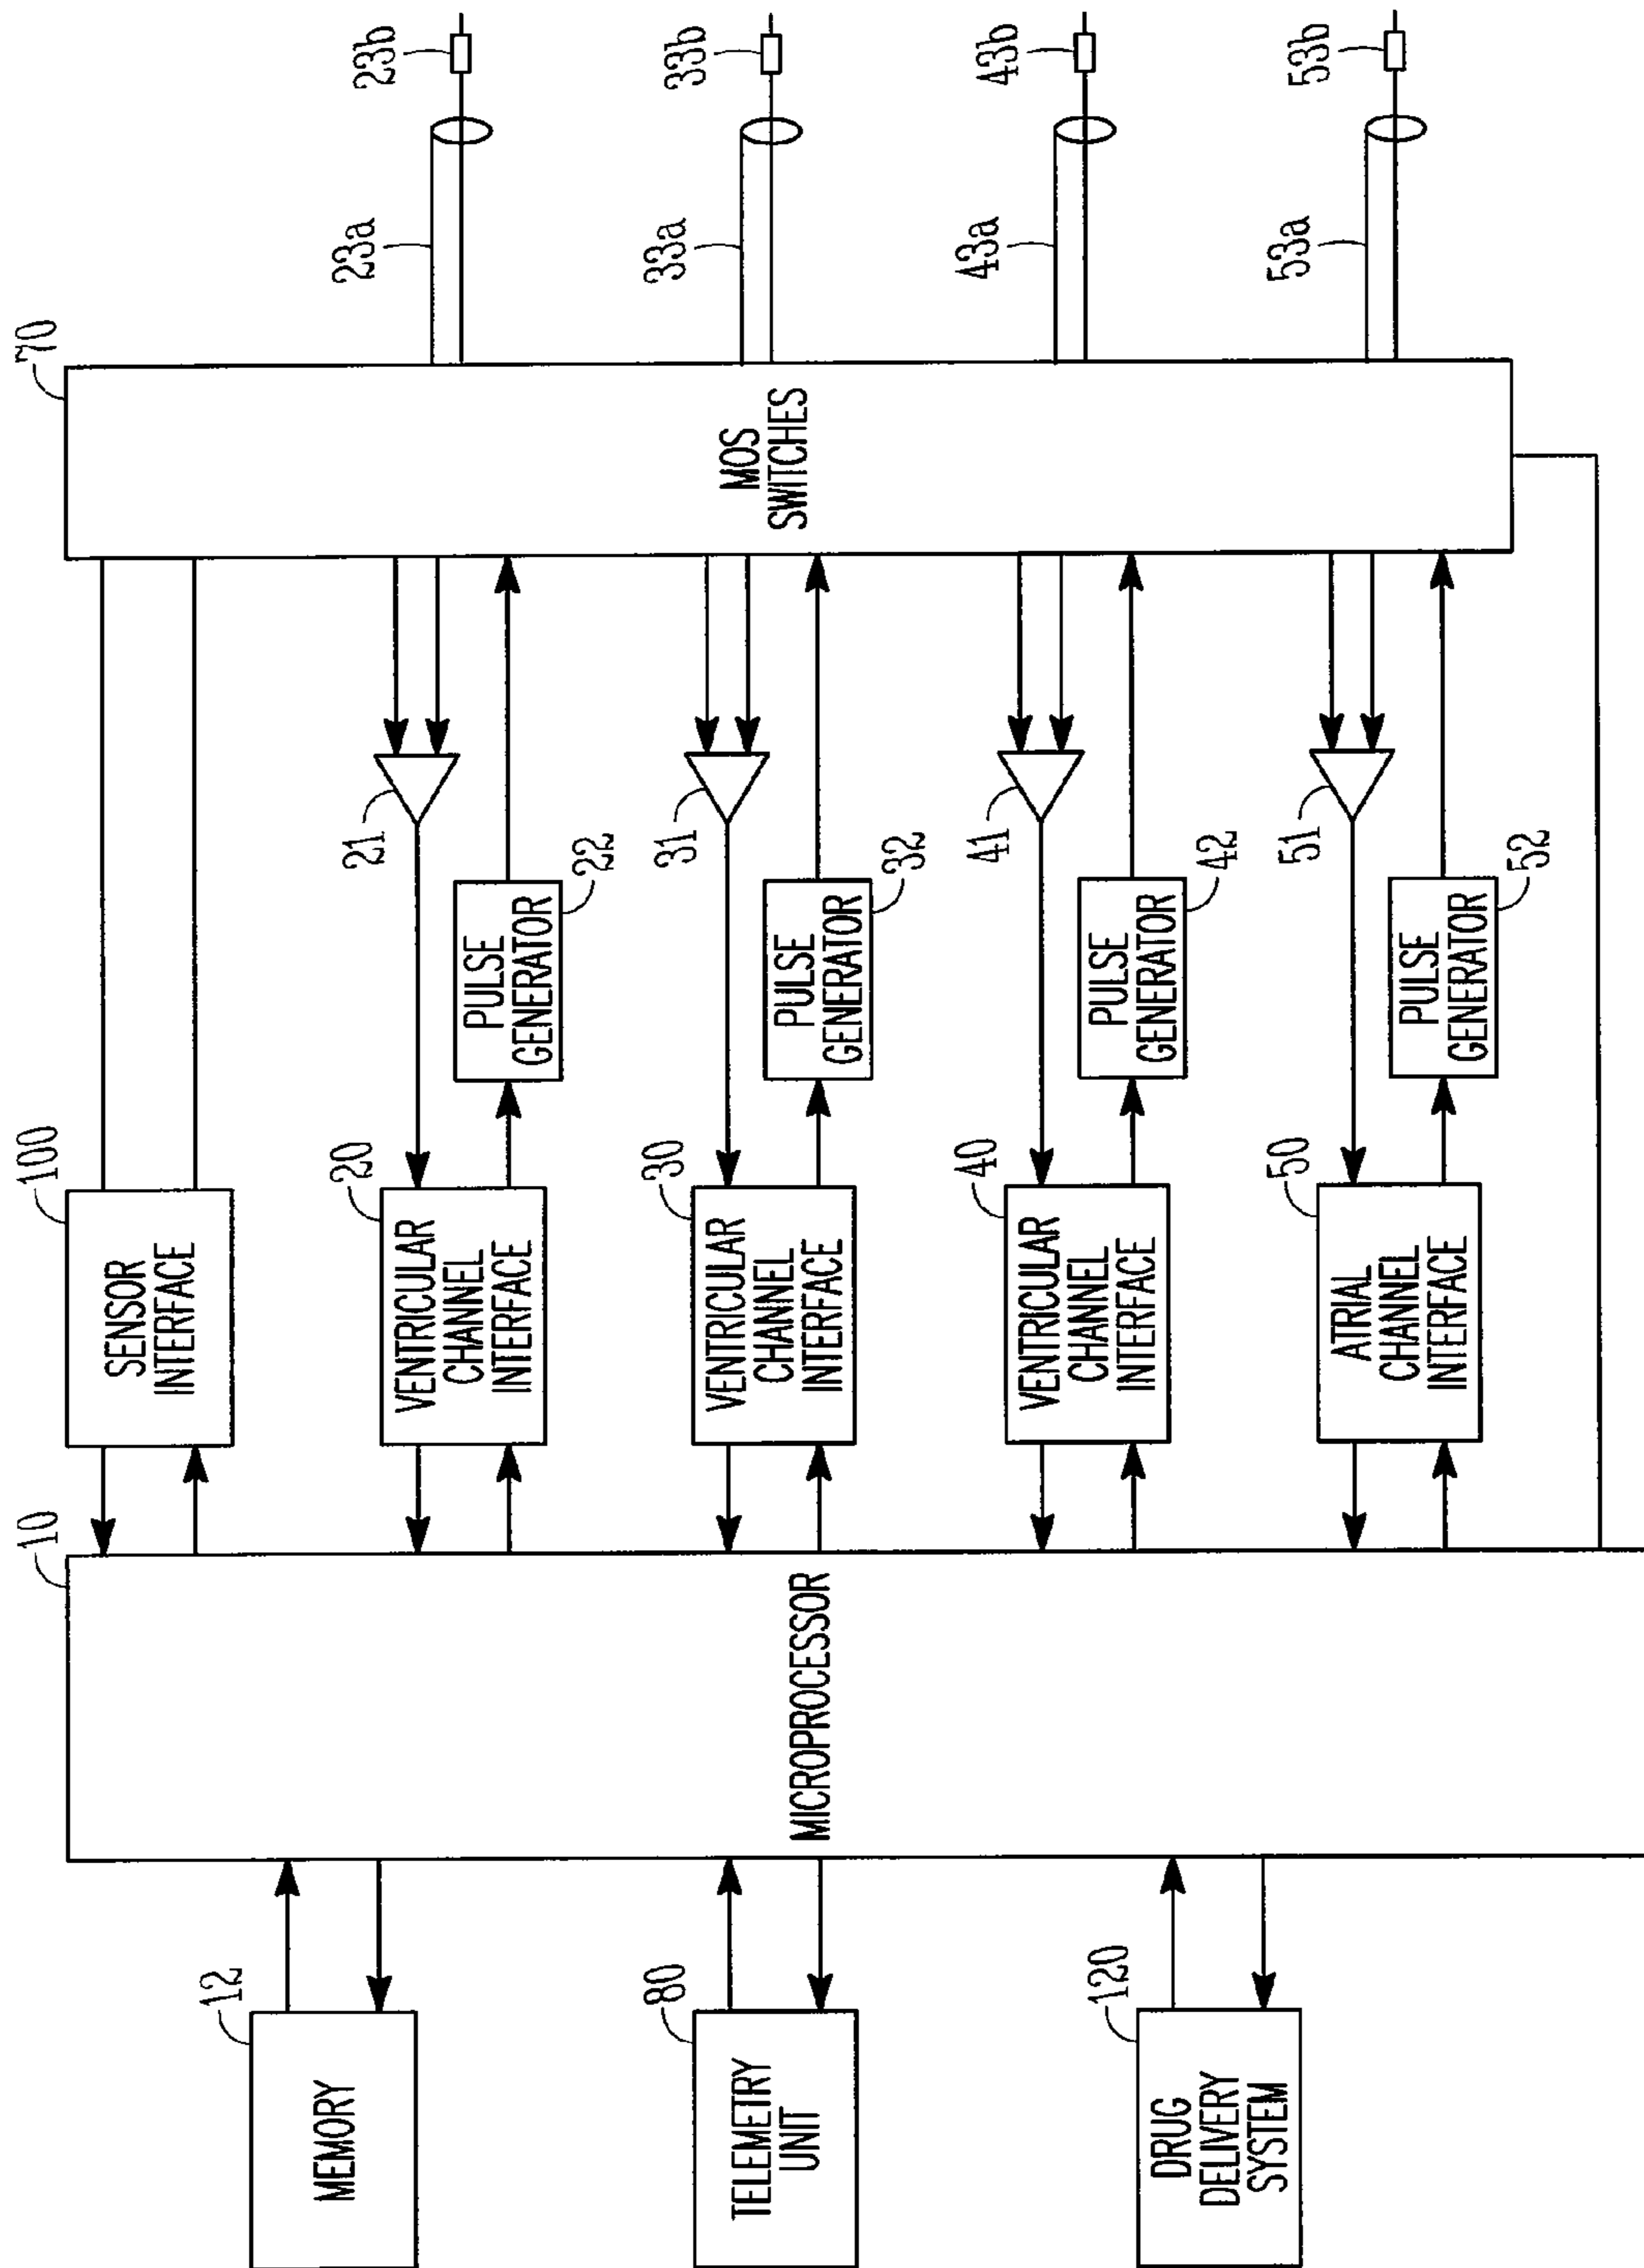 12
MEMORY
80
TELEMETRY
UNIT
120
DRUG
DELIVERY
SYSTEM
10
MICROPROCESSOR
100
SENSOR
INTERFACE
20
VENTRICULAR
CHANNEL
INTERFACE
21
PULSE
GENERATOR
22
30
VENTRICULAR
CHANNEL
INTERFACE
31
PULSE
GENERATOR
32
40
VENTRICULAR
CHANNEL
INTERFACE
41
PULSE
GENERATOR
42
50
ATRIAL
CHANNEL
INTERFACE
51
PULSE
GENERATOR
52
70
MOS
SWITCHES
23a
23b
33a
33b
43a
43b
53a
53b